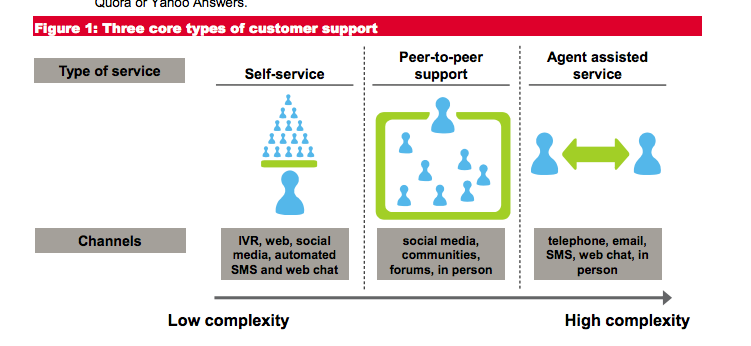 Quora or Yahoo Answers.
Figure 1: Three core types of customer support
Type of service
Self-service
Peer-to-peer
support
Agent assisted
service
Channels
IVR, web, social
media, automated
SMS and web chat
social media,
communities,
forums, in person
telephone, email,
SMS, web chat, in
person
Low complexity
High complexity